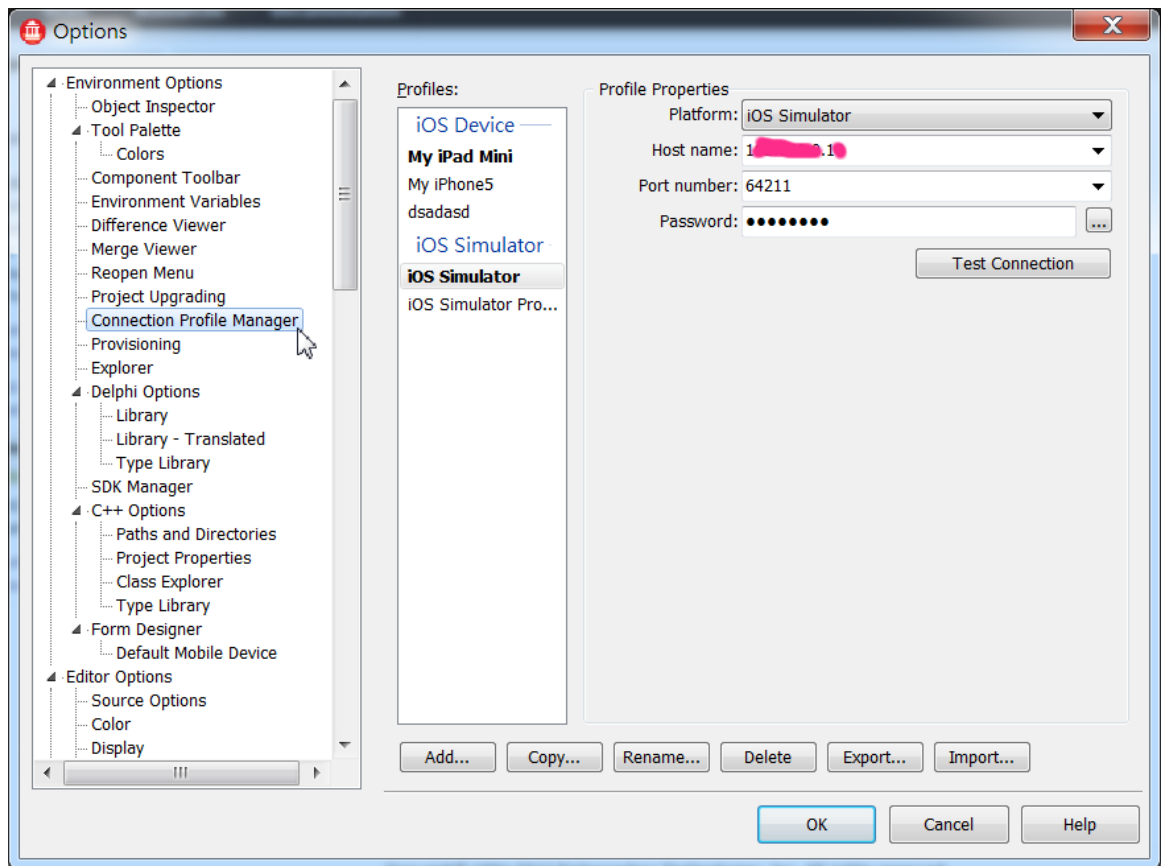 Options
Environment Options
Object Inspector
Tool Palette
Colors
Component Toolbar
Environment Variables
Difference Viewer
Merge Viewer
Reopen Menu
Project Upgrading
Connection Profile Manager
Provisioning
Explorer
Delphi Options
Library
Library - Translated
Type Library
SDK Manager
C++ Options
Paths and Directories
Project Properties
Class Explorer
Type Library
Form Designer
Default Mobile Device
Editor Options
Source Options
Color
Display
Profiles:
iOS Device
My iPad Mini
My iPhone5
dsadasd
iOS Simulator
iOS Simulator
iOS Simulator Pro...
Profile Properties
Platform: iOS Simulator
Host name:
Port number: 64211
Password: ●●●●●●●●
...
Test Connection
Add... Copy... Rename... Delete Export... Import...
OK Cancel Help